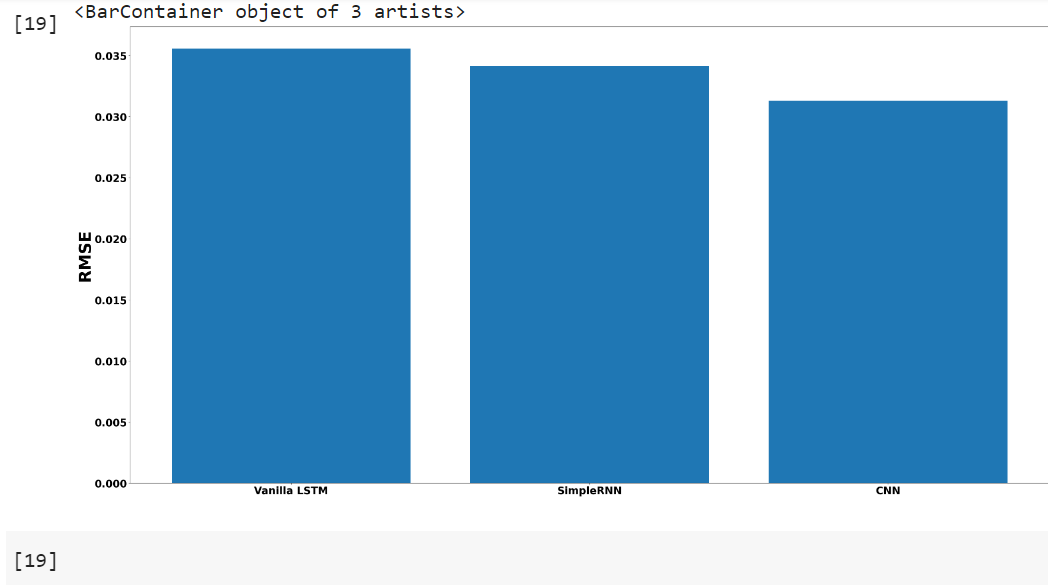 <BarContainer object of 3 artists>
[19]
0.035
0.030
0.025
0.020
0.015
0.010
0.005
0.000
RMSE
Vanilla LSTM
SimpleRNN
CNN
[19]